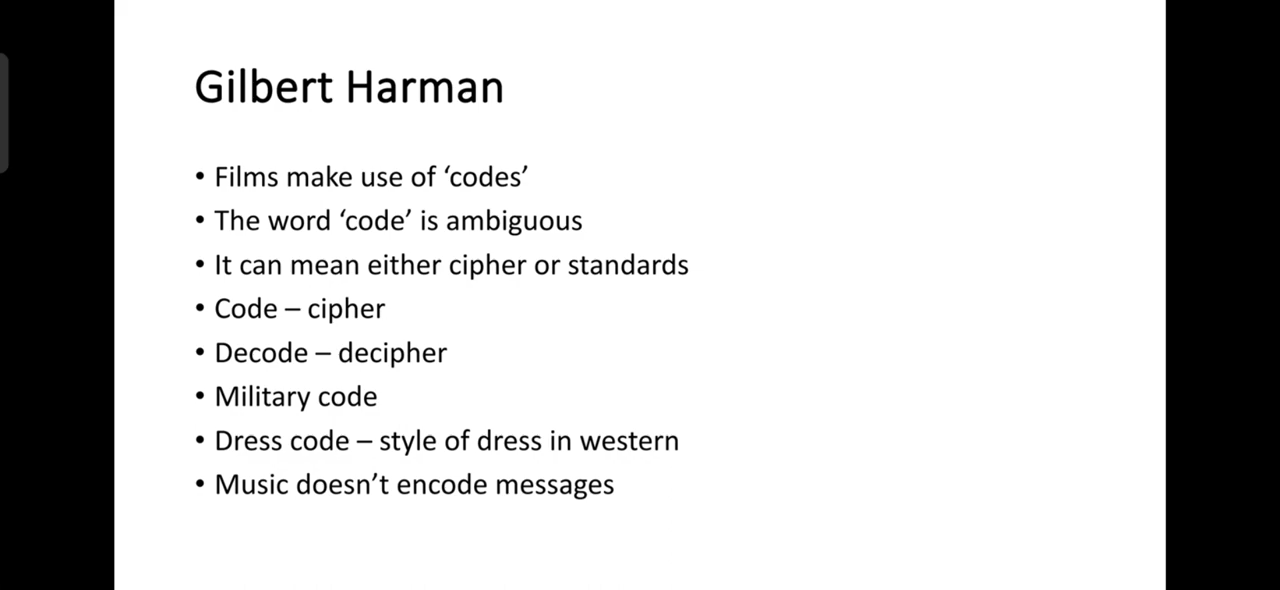 Gilbert Harman
• Films make use of ‘codes’
• The word ‘code’ is ambiguous
• It can mean either cipher or standards
• Code – cipher
• Decode – decipher
• Military code
• Dress code – style of dress in western
• Music doesn’t encode messages